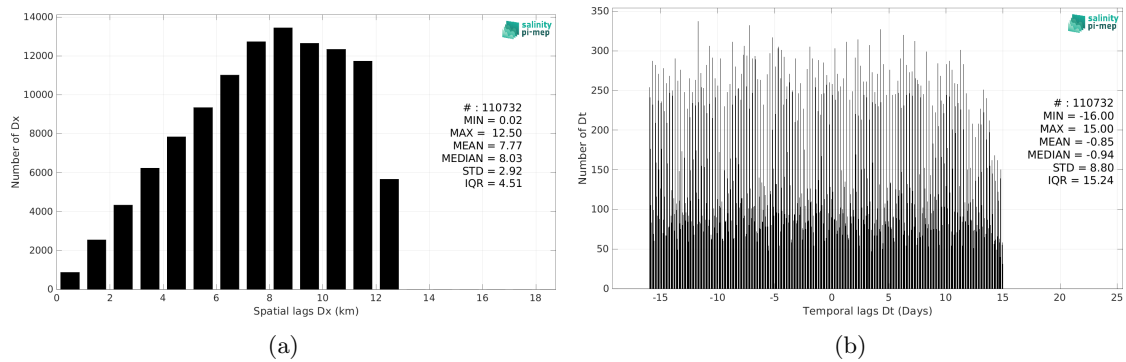 14000
12000
10000
8000
6000
4000
2000
0
Number of Dx
0 2 4 6 8 10 12 14 16 18
Spatial lags Dx (km)
salinity
pi-mep
# : 110732
MIN = 0.02
MAX = 12.50
MEAN = 7.77
MEDIAN = 8.03
STD = 2.92
IQR = 4.51
(a)
350
300
250
200
150
100
50
0
Number of Dt
-15 -10 -5 0 5 10 15 20 25
Temporal lags Dt (Days)
salinity
pi-mep
# : 110732
MIN = -16.00
MAX = 15.00
MEAN = -0.85
MEDIAN = -0.94
STD = 8.80
IQR = 15.24
(b)